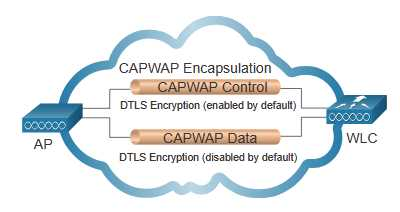 CAPWAP Encapsulation
CAPWAP Control
DTLS Encryption (enabled by default)
AP
CAPWAP Data
WLC
DTLS Encryption (disabled by default)